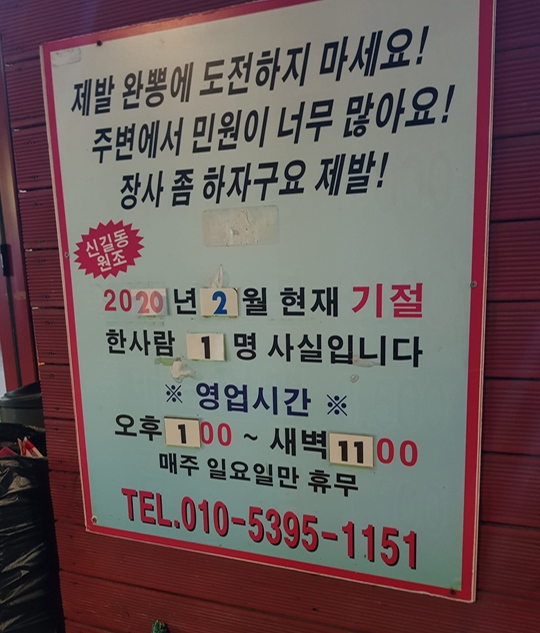 제발 완뽕에 도전하지 마세요!
주변에서 민원이 너무 많아요!
장사 좀 하자구요 제발!
신길동
원조
2020년 2월 현재 기절
한사람 1명 사실입니다
※ 영업시간 ※
오후 1 00 ~ 새벽 11 00
매주 일요일만 휴무
TEL.010-5395-1151